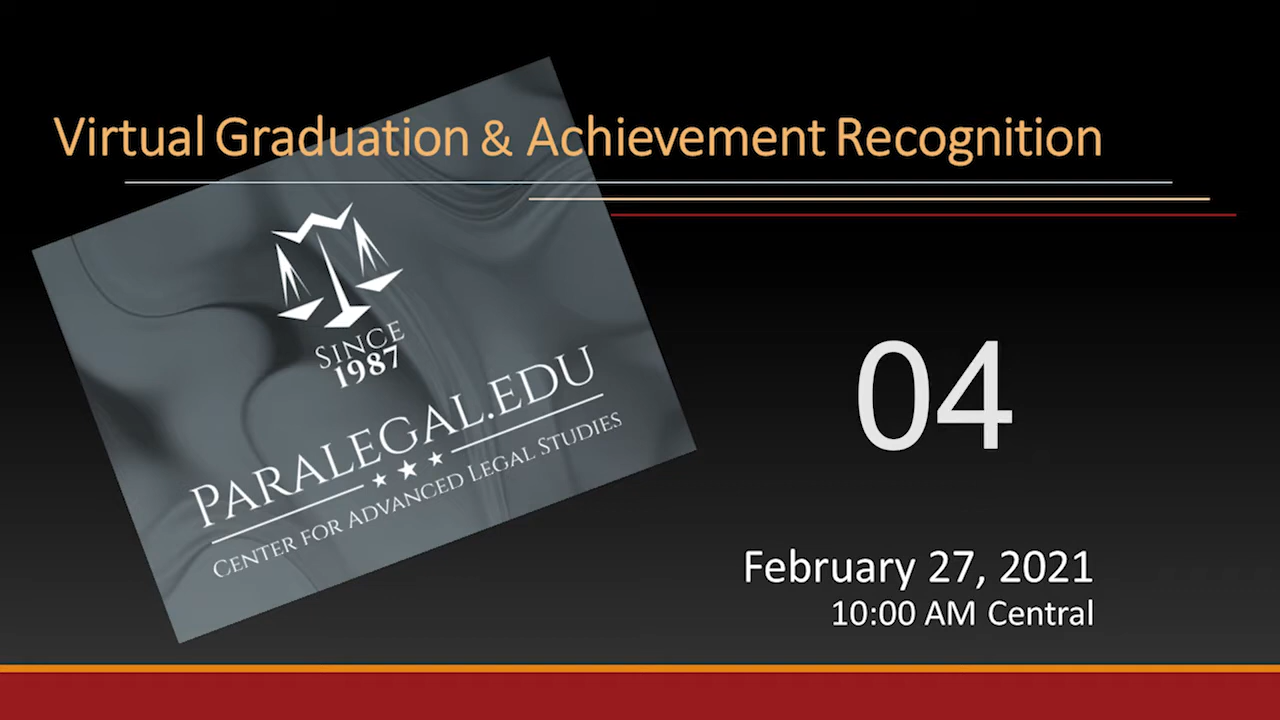 Virtual Graduation & Achievement Recognition
SINCE
1987
PARALEGAL.EDU
CENTER FOR ADVANCED LEGAL STUDIES
04
February 27, 2021
10:00 AM Central